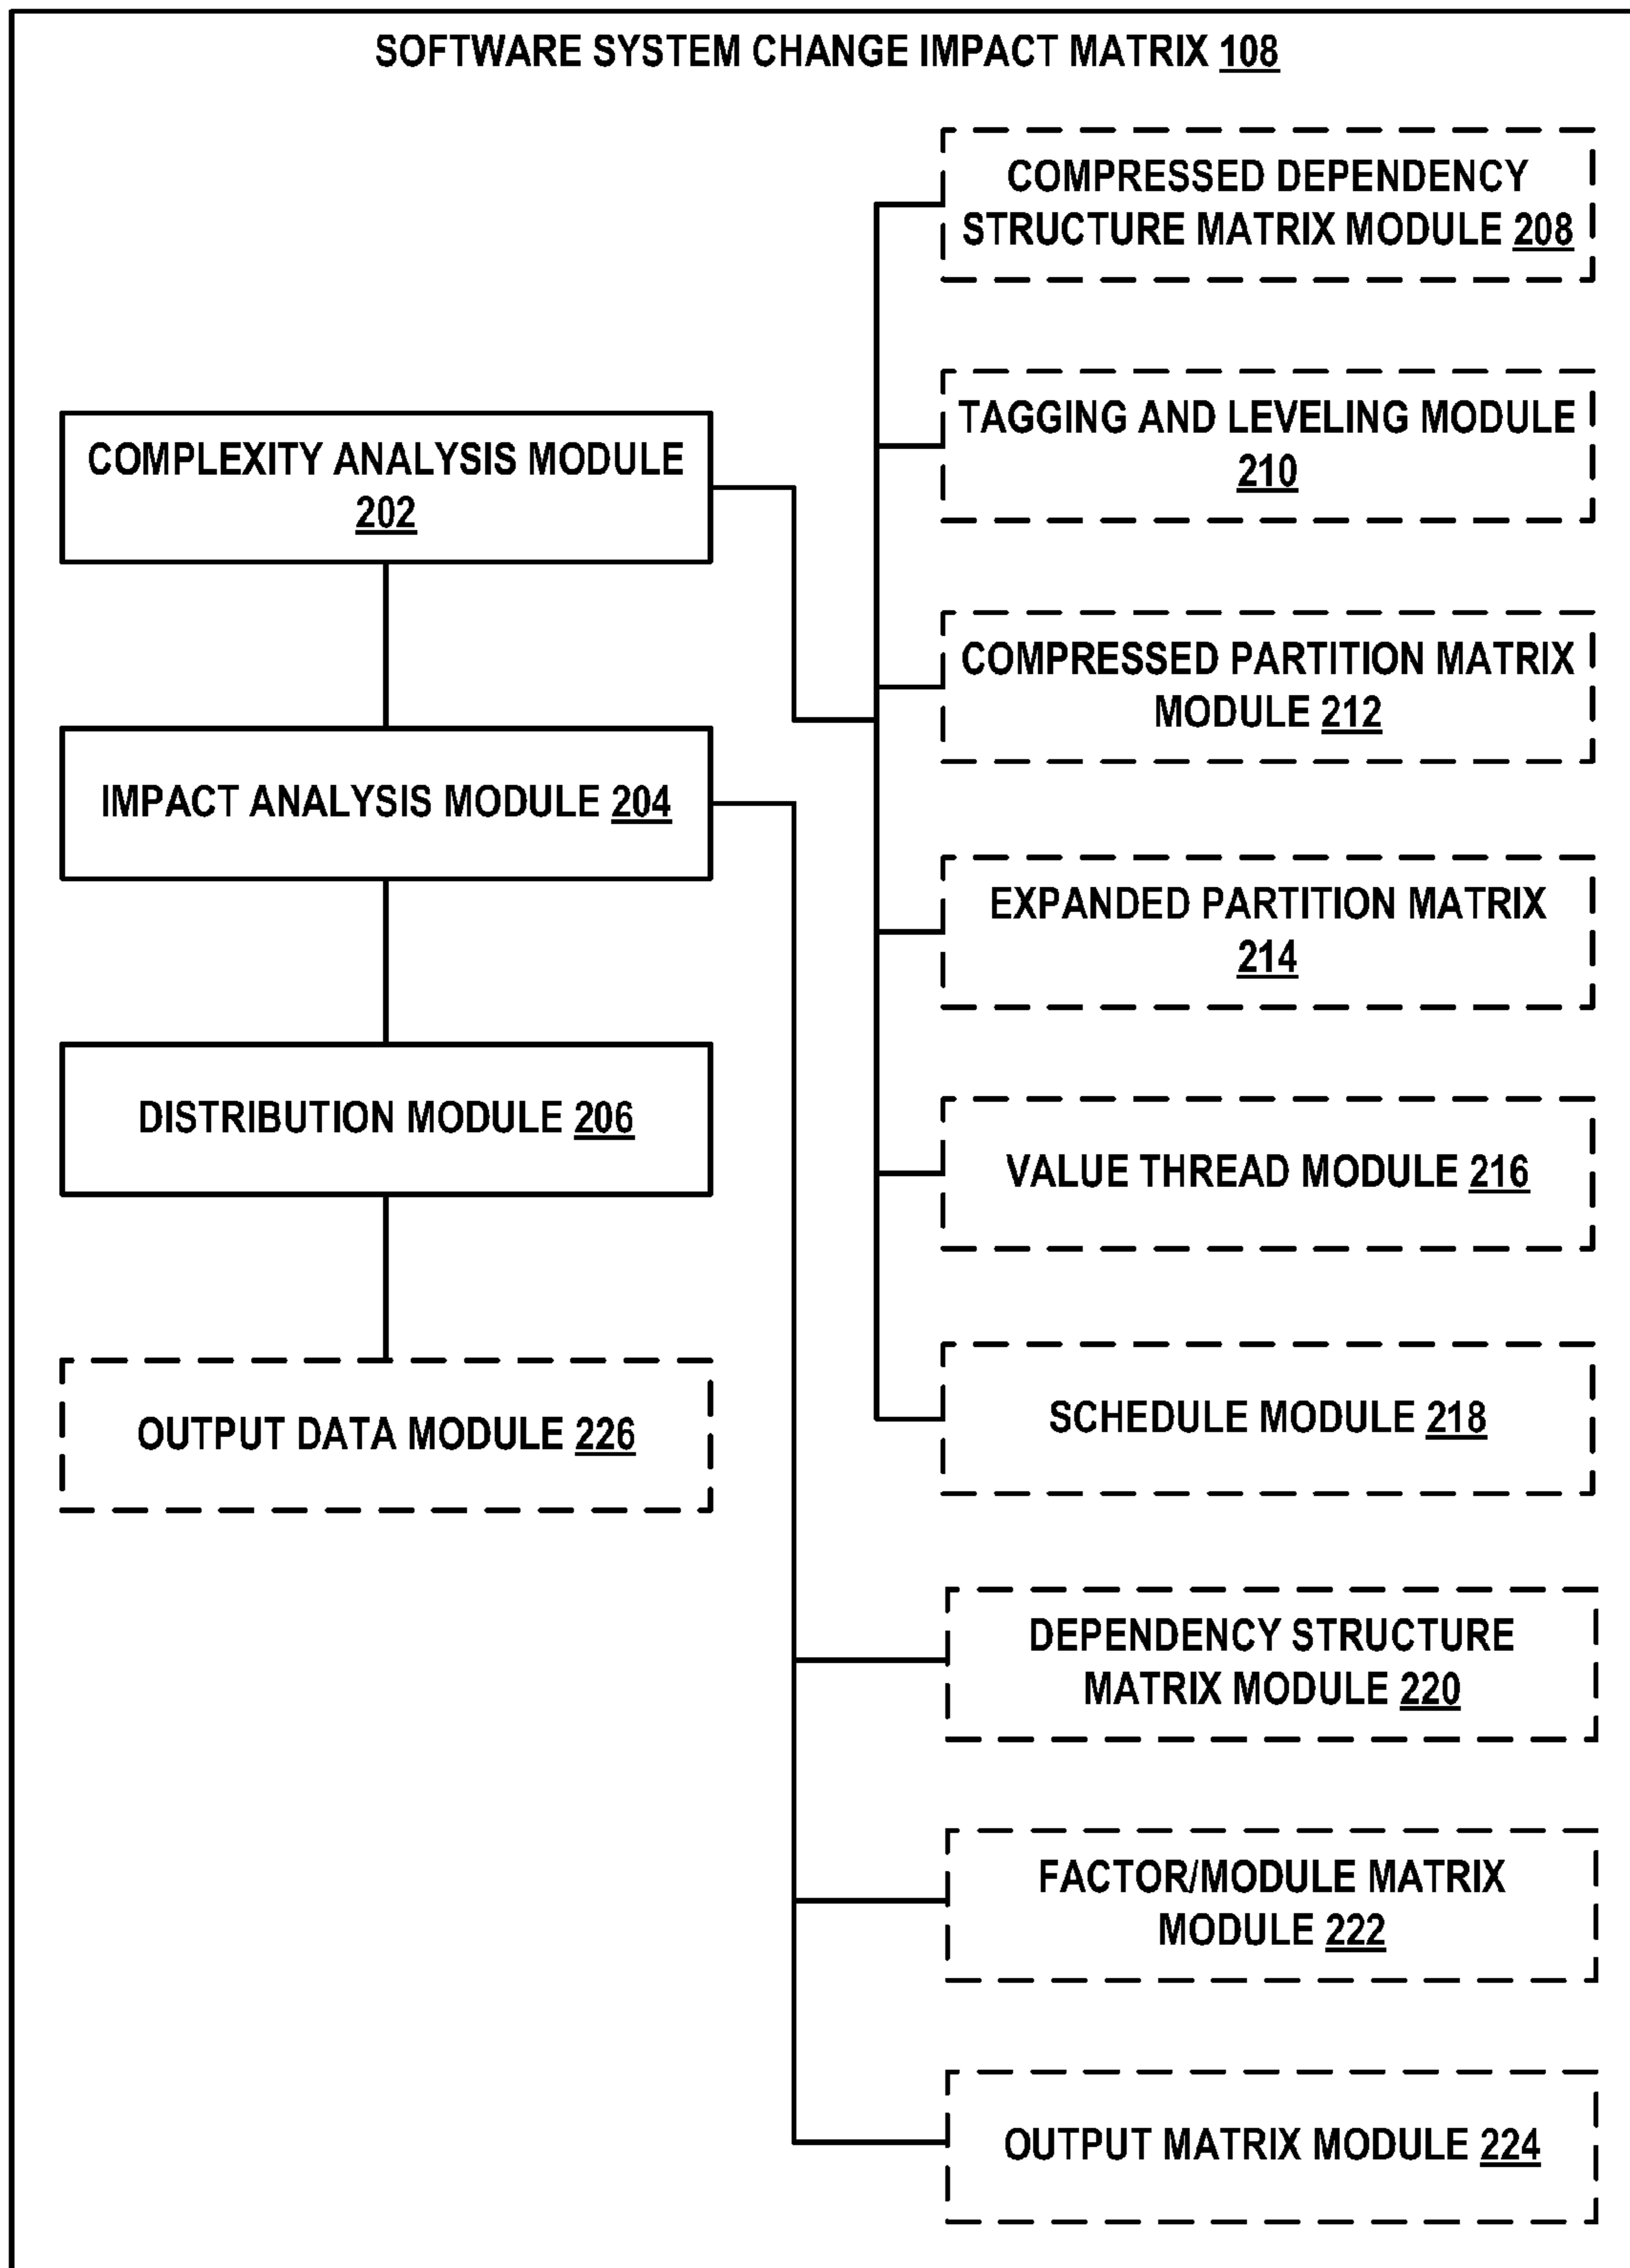 SOFTWARE SYSTEM CHANGE IMPACT MATRIX 108
COMPLEXITY ANALYSIS MODULE
202
IMPACT ANALYSIS MODULE 204
DISTRIBUTION MODULE 206
OUTPUT DATA MODULE 226
COMPRESSED DEPENDENCY
STRUCTURE MATRIX MODULE 208
TAGGING AND LEVELING MODULE
210
COMPRESSED PARTITION MATRIX
MODULE 212
EXPANDED PARTITION MATRIX
214
VALUE THREAD MODULE 216
SCHEDULE MODULE 218
DEPENDENCY STRUCTURE
MATRIX MODULE 220
FACTOR/MODULE MATRIX
MODULE 222
OUTPUT MATRIX MODULE 224